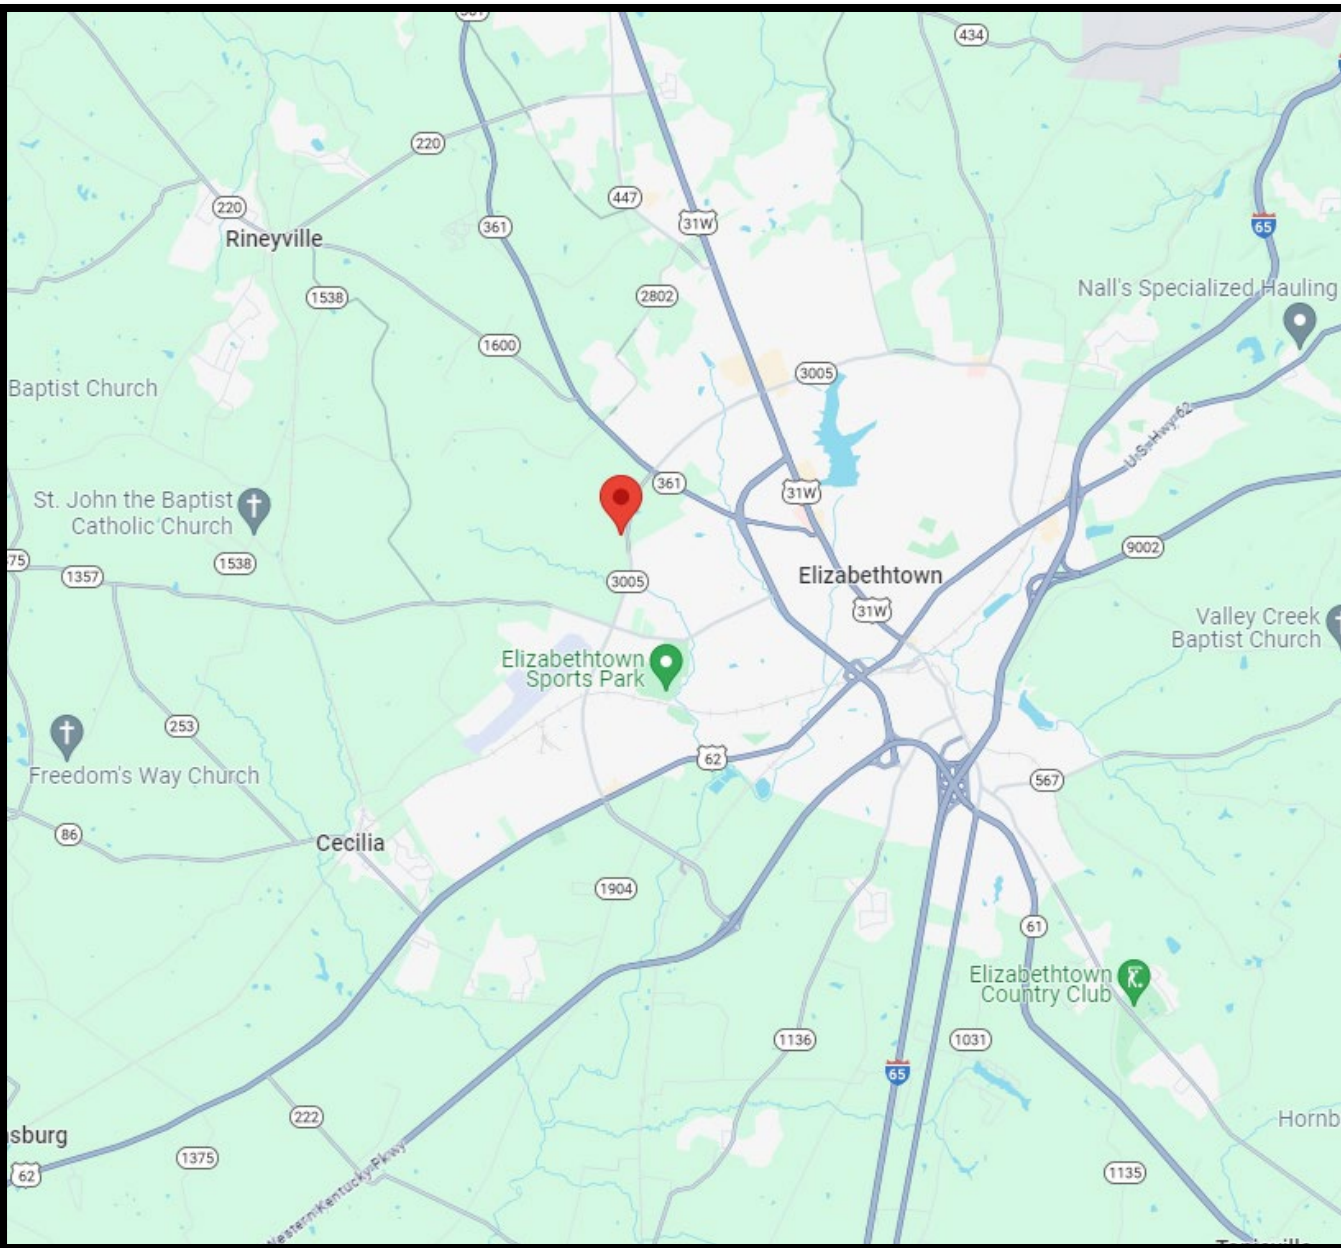 434
220
447
220
31W
65
361
Rineyville
Nall's Specialized Hauling
2802
1538
1600
3005
Baptist Church
U.S. Hwy 62
361
31W
St. John the Baptist
Catholic Church
9002
1538
1357
3005
Elizabethtown
31W
Valley Creek
Baptist Church
Elizabethtown
Sports Park
253
62
Freedom's Way Church
567
86
Cecilia
1904
61
Elizabethtown
Country Club
1136
1031
65
222
Hornb
sburg
1375
62
1135
Western Kentucky Pkwy